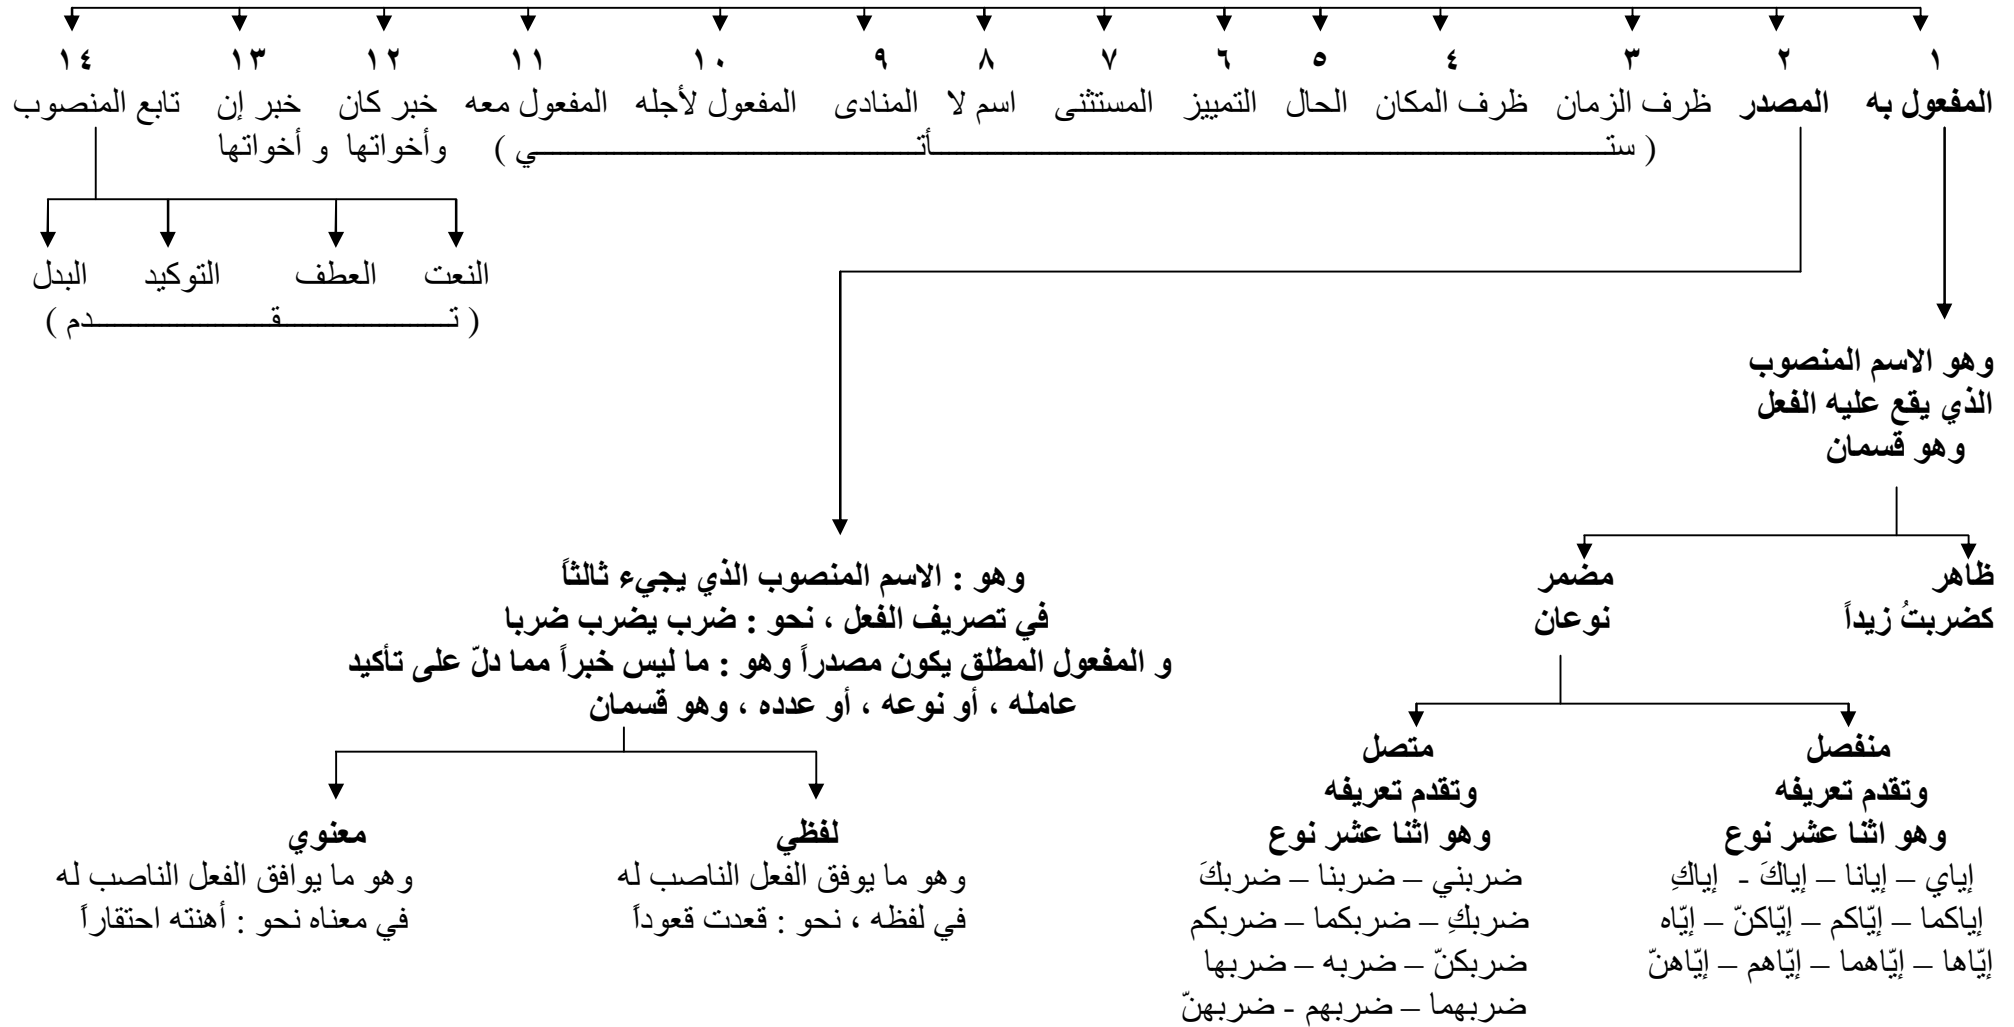 ١ ٢ ٣ ٤ ٥ ٦ ٧ ٨ ٩ ١٠ ١١ ١٢ ١٣ ١٤
المفعول به المصدر ظرف الزمان ظرف المكان الحال التمييز المستثنى اسم لا المنادى المفعول لأجله المفعول معه خبر كان خبر إن تابع المنصوب
( ستـــأتـــي ) وأخواتها و أخواتها
النعت العطف التوكيد البدل
( تـــقـــدم )
وهو الاسم المنصوب
الذي يقع عليه الفعل
وهو قسمان
ظاهر
كضربتُ زيداً
مضمر
نوعان
منفصل
وتقدم تعريفه
وهو اثنا عشر نوع
إياي – إيانا – إياكَ - إياكِ
إياكما – إيّاكم – إيّاكنّ – إيّاه
إيّاها – إيّاهما – إيّاهم – إيّاهنّ
متصل
وتقدم تعريفه
وهو اثنا عشر نوع
ضربني – ضربنا – ضربكَ
ضربكِ – ضربكما – ضربكم
ضربكنّ – ضربه – ضربها
ضربهما – ضربهم - ضربهنّ
وهو : الاسم المنصوب الذي يجيء ثالثاً
في تصريف الفعل ، نحو : ضرب يضرب ضربا
و المفعول المطلق يكون مصدراً وهو : ما ليس خبراً مما دلّ على تأكيد
عامله ، أو نوعه ، أو عدده ، وهو قسمان
لفظي
وهو ما يوفق الفعل الناصب له
في لفظه ، نحو : قعدت قعوداً
معنوي
وهو ما يوافق الفعل الناصب له
في معناه نحو : أهنته احتقاراً